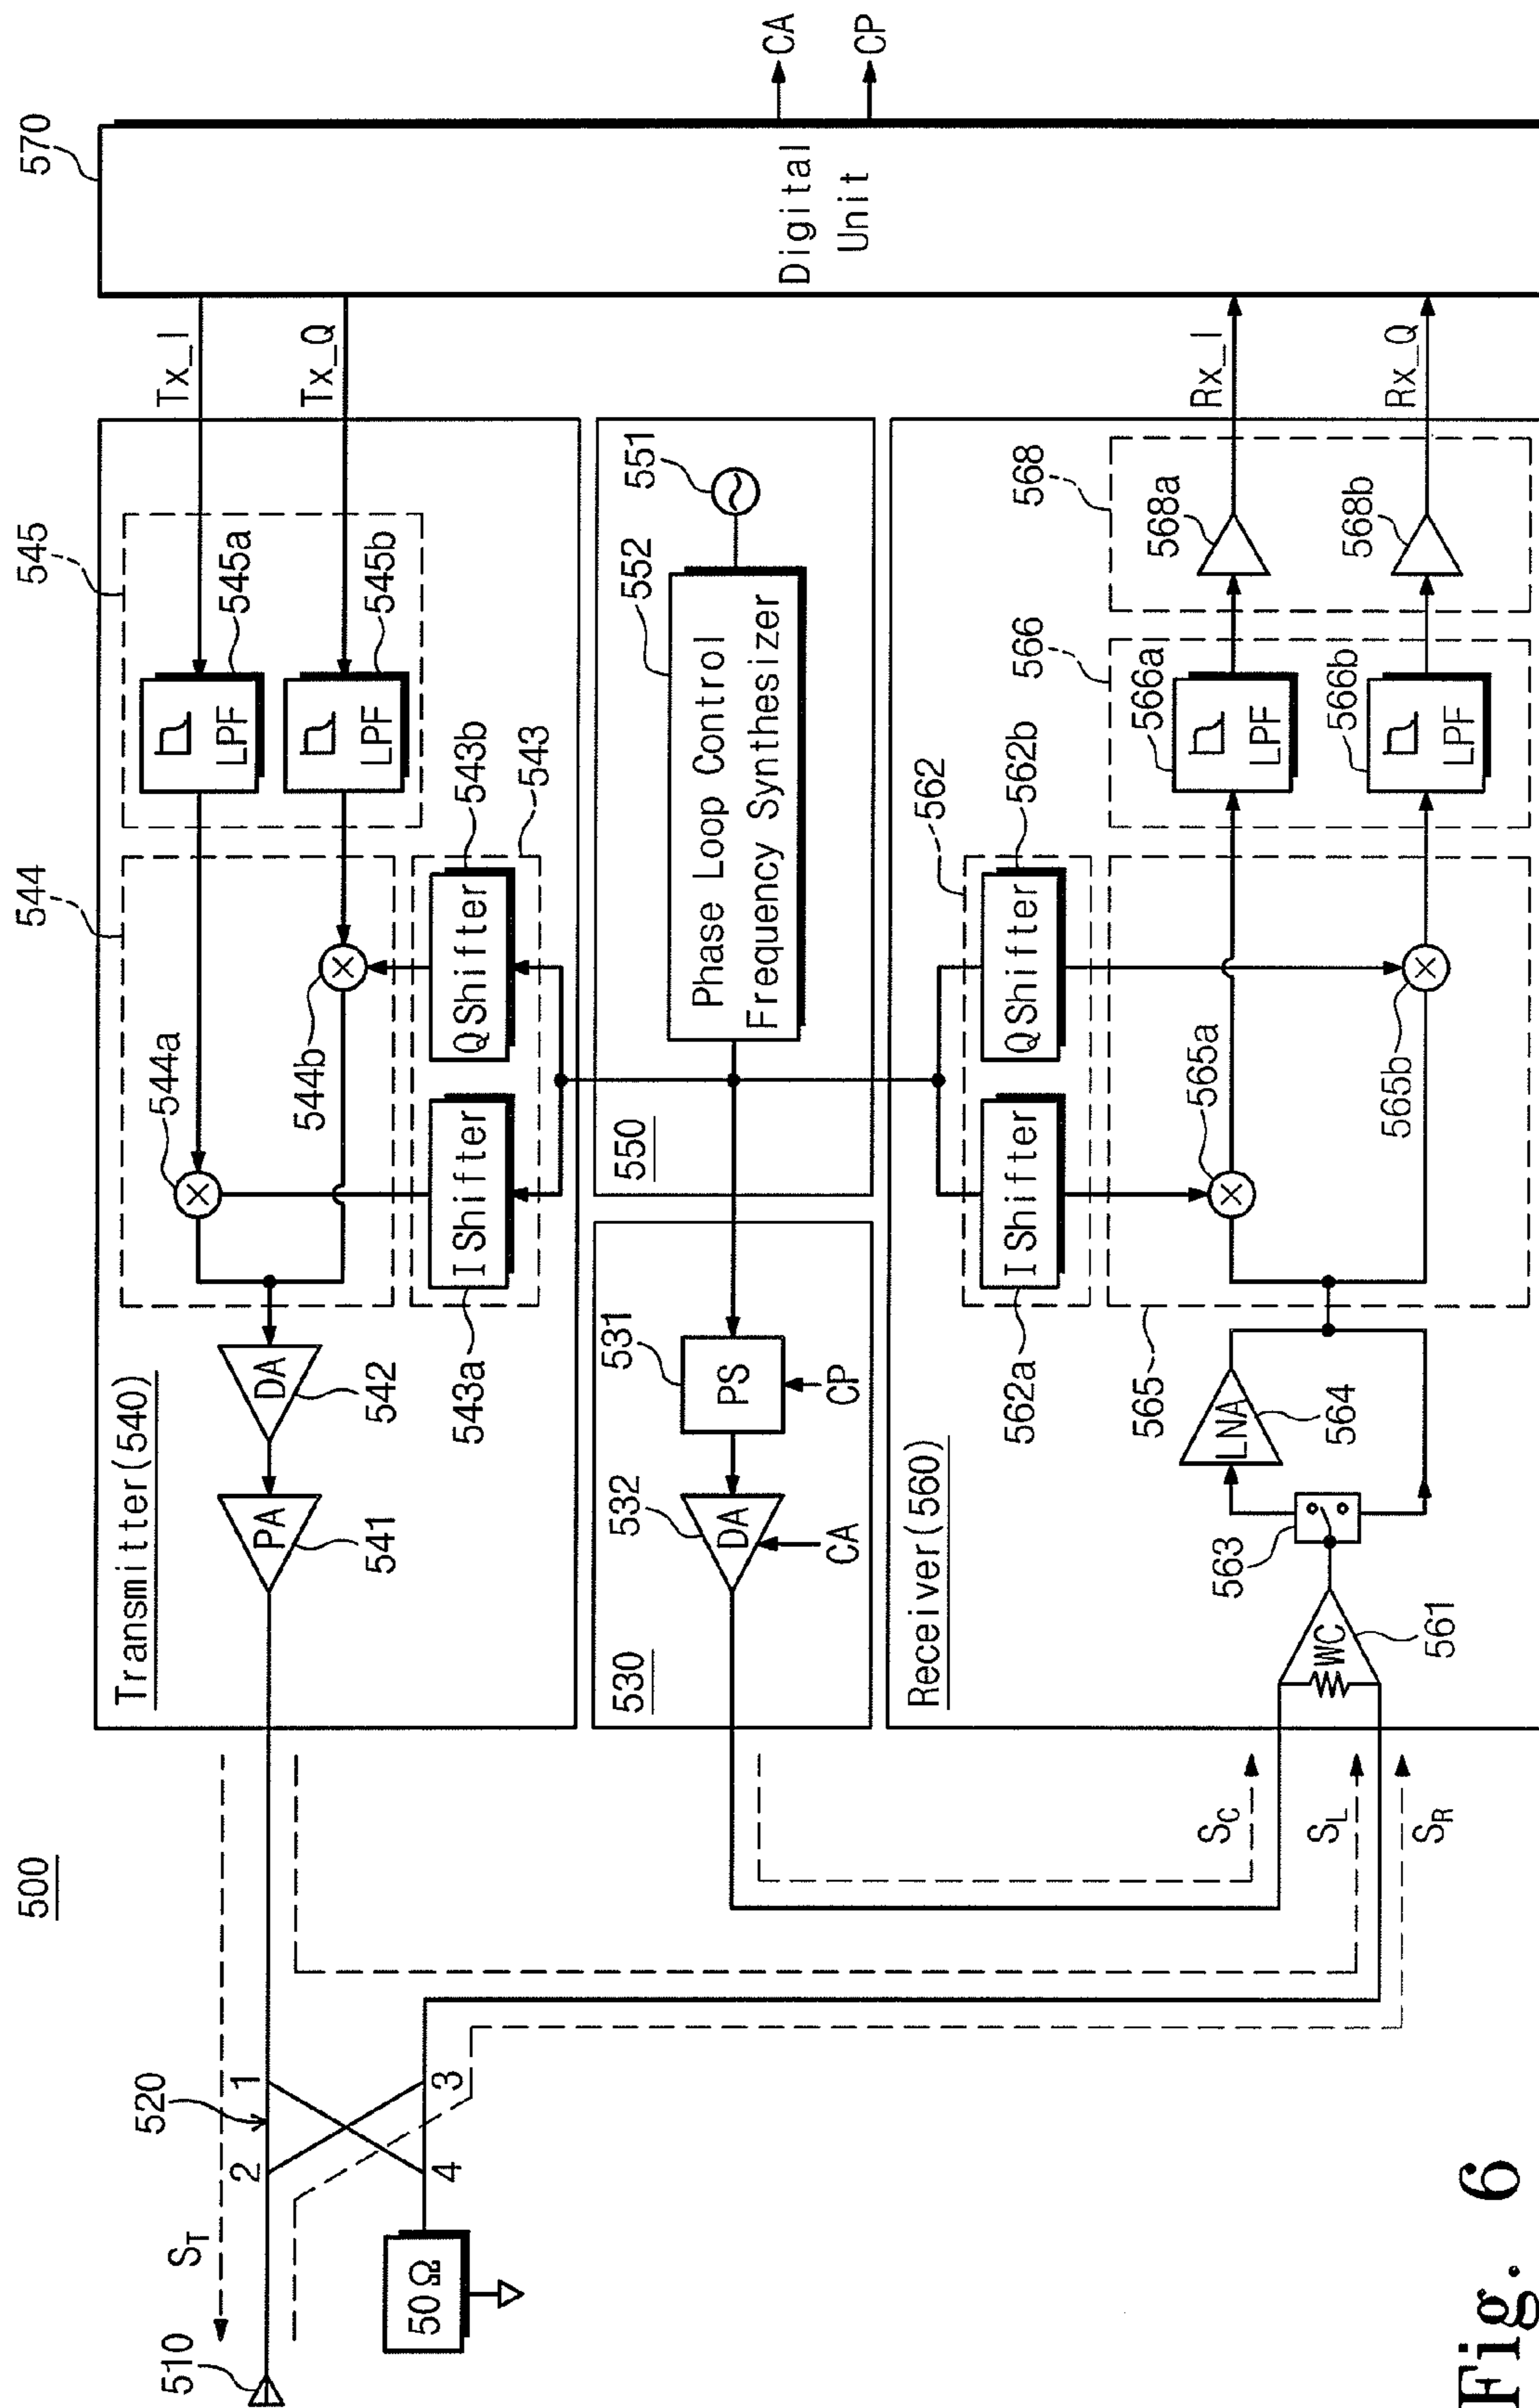 500
510
520
S_T
2
1
4
3
50Ω
Transmitter(540)
PA
541
DA
542
544
544a
544b
543a
I Shifter
Q Shifter
543b
543
545
545a
LPF
545b
LPF
Tx_I
Tx_Q
570
Digital
Unit
CA
CP
530
DA
532
CA
531
PS
CP
550
552
Phase Loop Control
Frequency Synthesizer
551
S_C
S_L
S_R
Receiver(560)
WC
561
563
LNA
564
562a
I Shifter
Q Shifter
562b
562
565
565a
565b
566
566a
LPF
566b
LPF
568
568a
568b
Rx_I
Rx_Q
Fig. 6